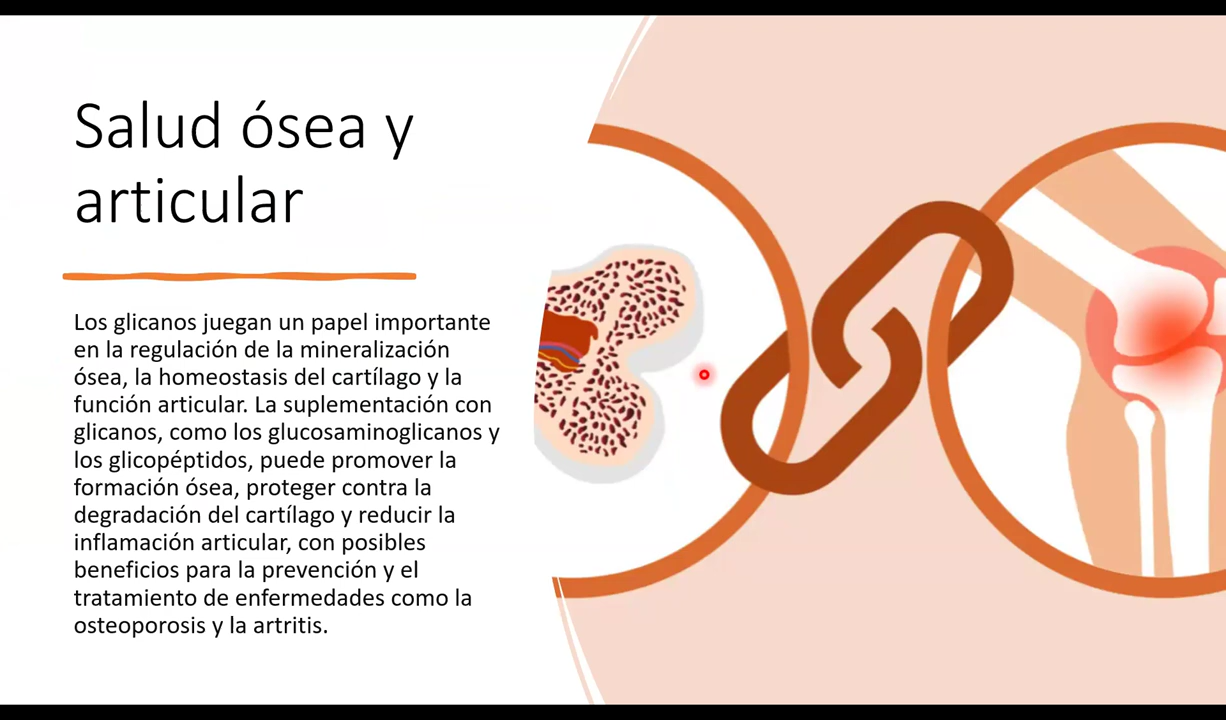 Salud ósea y
articular
Los glicanos juegan un papel importante
en la regulación de la mineralización
ósea, la homeostasis del cartílago y la
función articular. La suplementación con
glicanos, como los glucosaminoglicanos y
los glicopéptidos, puede promover la
formación ósea, proteger contra la
degradación del cartílago y reducir la
inflamación articular, con posibles
beneficios para la prevención y el
tratamiento de enfermedades como la
osteoporosis y la artritis.